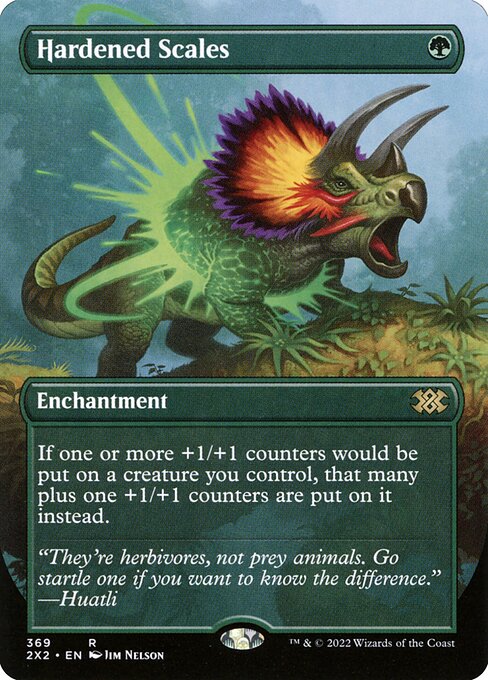 Hardened Scales
Enchantment
If one or more +1/+1 counters would be
put on a creature you control, that many
plus one +1/+1 counters are put on it
instead.
“They’re herbivores, not prey animals. Go
startle one if you want to know the difference.”
—Huatli
369 R
2X2 • EN Jim Nelson
™ & © 2022 Wizards of the Coast